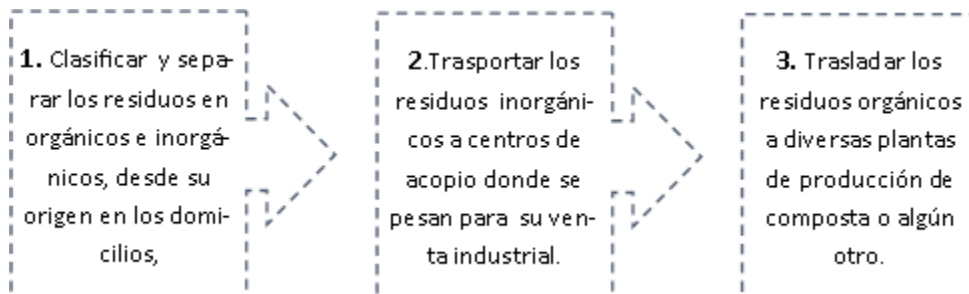 1. Clasificar y sepa-
rar los residuos en
orgánicos e inorgá-
nicos, desde su
origen en los domi-
cilios,
2.Trasportar los
residuos inorgáni-
cos a centros de
acopio donde se
pesan para su ven-
ta industrial.
3. Trasladar los
residuos orgánicos
a diversas plantas
de producción de
composta o algún
otro.